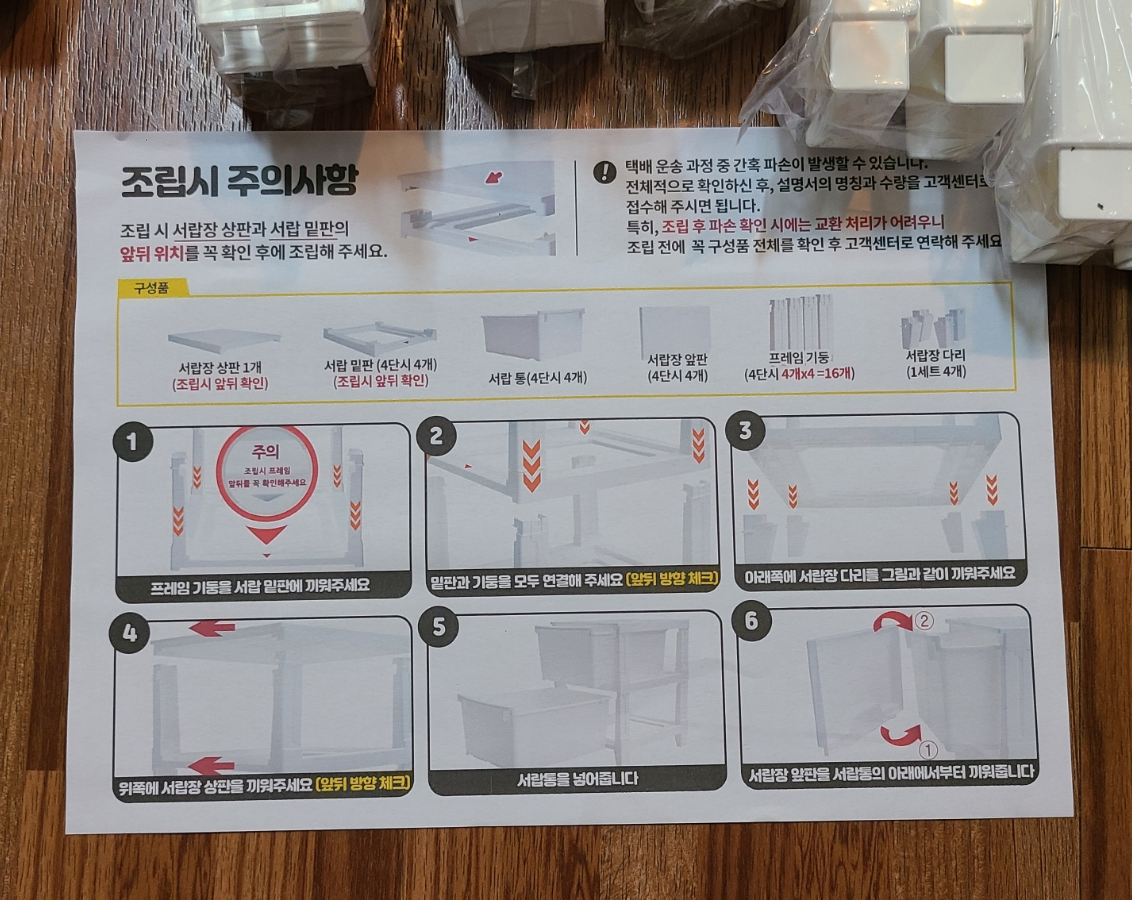 조립시 주의사항
조립 시 서랍장 상판과 서랍 밑판의
앞뒤 위치를 꼭 확인 후에 조립해 주세요.
!
택배 운송 과정 중 간혹 파손이 발생할 수 있습니다.
전체적으로 확인하신 후, 설명서의 명칭과 수량을 고객센터로
접수해 주시면 됩니다.
특히, 조립 후 파손 확인 시에는 교환 처리가 어려우니
조립 전에 꼭 구성품 전체를 확인 후 고객센터로 연락해 주세요
구성품
서랍장 상판 1개
(조립시 앞뒤 확인)
서랍 밑판 (4단시 4개)
(조립시 앞뒤 확인)
서랍 통(4단시 4개)
서랍장 앞판
(4단시 4개)
프레임 기둥
(4단시 4개x4 =16개)
서랍장 다리
(1세트 4개)
1
주의
조립시 프레임
앞뒤를 꼭 확인해주세요
프레임 기둥을 서랍 밑판에 끼워주세요
2
밑판과 기둥을 모두 연결해 주세요 (앞뒤 방향 체크)
3
아래쪽에 서랍장 다리를 그림과 같이 끼워주세요
4
위쪽에 서랍장 상판을 끼워주세요 (앞뒤 방향 체크)
5
서랍통을 넣어줍니다
6
②
①
서랍장 앞판을 서랍통의 아래에서부터 끼워줍니다